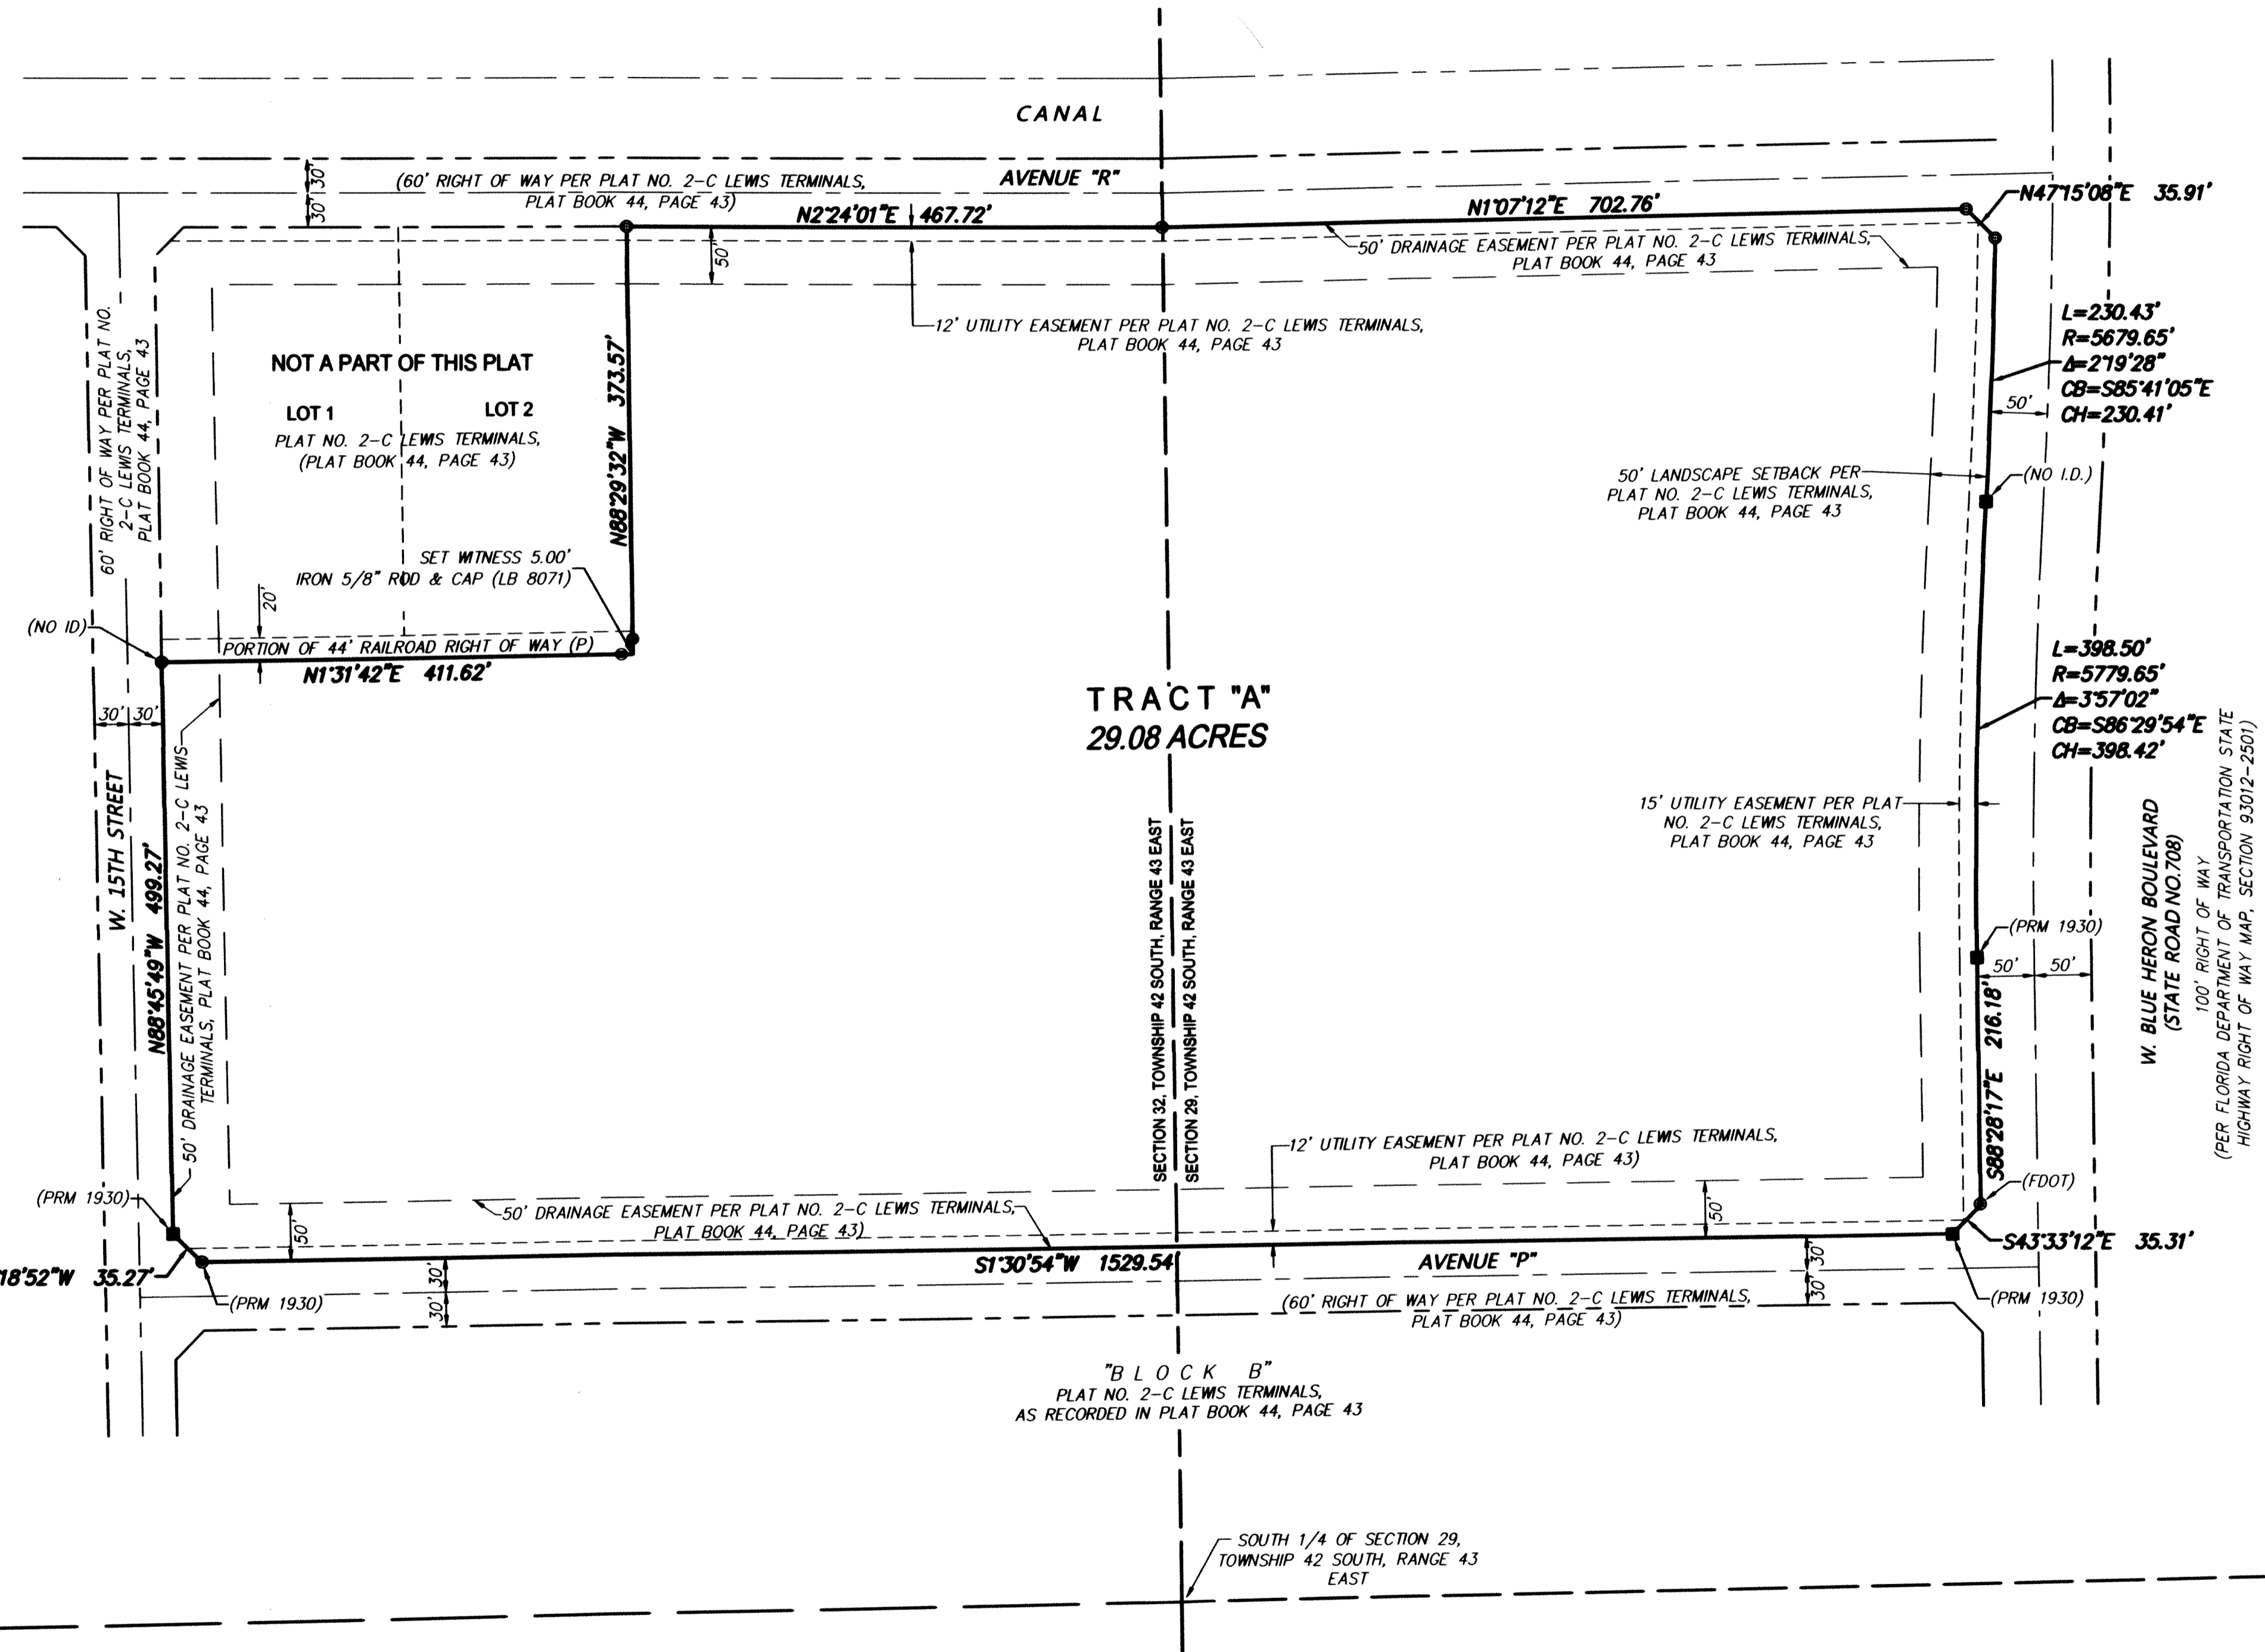 CANAL
AVENUE "R"
(60' RIGHT OF WAY PER PLAT NO. 2-C LEWIS TERMINALS,
PLAT BOOK 44, PAGE 43)
30'
30'
N2°24'01"E 467.72'
N1°07'12"E 702.76'
N47°15'08"E 35.91'
50'
50' DRAINAGE EASEMENT PER PLAT NO. 2-C LEWIS TERMINALS,
PLAT BOOK 44, PAGE 43
12' UTILITY EASEMENT PER PLAT NO. 2-C LEWIS TERMINALS,
PLAT BOOK 44, PAGE 43
L=230.43'
R=5679.65'
Δ=2°19'28"
CB=S85°41'05"E
CH=230.41'
50'
60' RIGHT OF WAY PER PLAT NO.
2-C LEWIS TERMINALS,
PLAT BOOK 44, PAGE 43
NOT A PART OF THIS PLAT
LOT 1
LOT 2
PLAT NO. 2-C LEWIS TERMINALS,
(PLAT BOOK 44, PAGE 43)
N88°29'32"W 373.57'
50' LANDSCAPE SETBACK PER
PLAT NO. 2-C LEWIS TERMINALS,
PLAT BOOK 44, PAGE 43
(NO I.D.)
SET WITNESS 5.00'
IRON 5/8" ROD & CAP (LB 8071)
20'
(NO ID)
PORTION OF 44' RAILROAD RIGHT OF WAY (P)
N1°31'42"E 411.62'
TRACT "A"
29.08 ACRES
L=398.50'
R=5779.65'
Δ=3°57'02"
CB=S86°29'54"E
CH=398.42'
30'
30'
W. 15TH STREET
N88°45'49"W 499.27'
50' DRAINAGE EASEMENT PER PLAT NO. 2-C LEWIS
TERMINALS, PLAT BOOK 44, PAGE 43
SECTION 32, TOWNSHIP 42 SOUTH, RANGE 43 EAST
SECTION 29, TOWNSHIP 42 SOUTH, RANGE 43 EAST
15' UTILITY EASEMENT PER PLAT
NO. 2-C LEWIS TERMINALS,
PLAT BOOK 44, PAGE 43
(PRM 1930)
50'
50'
S88°28'17"E 216.18'
W. BLUE HERON BOULEVARD
(STATE ROAD NO.708)
100' RIGHT OF WAY
(PER FLORIDA DEPARTMENT OF TRANSPORTATION STATE
HIGHWAY RIGHT OF WAY MAP, SECTION 93012-2501)
12' UTILITY EASEMENT PER PLAT NO. 2-C LEWIS TERMINALS,
PLAT BOOK 44, PAGE 43)
(FDOT)
(PRM 1930)
50'
50' DRAINAGE EASEMENT PER PLAT NO. 2-C LEWIS TERMINALS,
PLAT BOOK 44, PAGE 43)
50'
S43°33'12"E 35.31'
18'52"W 35.27'
S1°30'54"W 1529.54'
AVENUE "P"
30'
30'
30'
30'
(PRM 1930)
(60' RIGHT OF WAY PER PLAT NO. 2-C LEWIS TERMINALS,
PLAT BOOK 44, PAGE 43)
(PRM 1930)
"BLOCK B"
PLAT NO. 2-C LEWIS TERMINALS,
AS RECORDED IN PLAT BOOK 44, PAGE 43
SOUTH 1/4 OF SECTION 29,
TOWNSHIP 42 SOUTH, RANGE 43
EAST